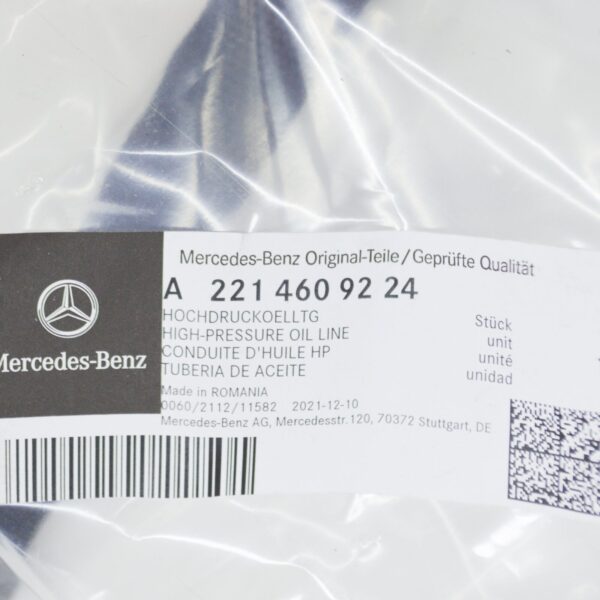 Mercedes-Benz Original-Teile/Geprüfte Qualität
A 221 460 92 24
HOCHDRUCKOELLTG
HIGH-PRESSURE OIL LINE
CONDUITE D'HUILE HP
TUBERIA DE ACEITE
Stück
unit
unité
unidad
Made in ROMANIA
0060/2112/11582 2021-12-10
Mercedes-Benz AG, Mercedesstr.120, 70372 Stuttgart, DE
Mercedes-Benz